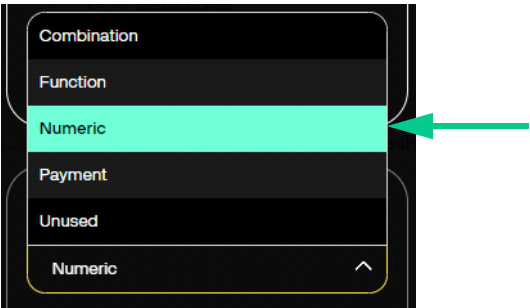 Combination
Function
Numeric
Payment
Unused
Numeric